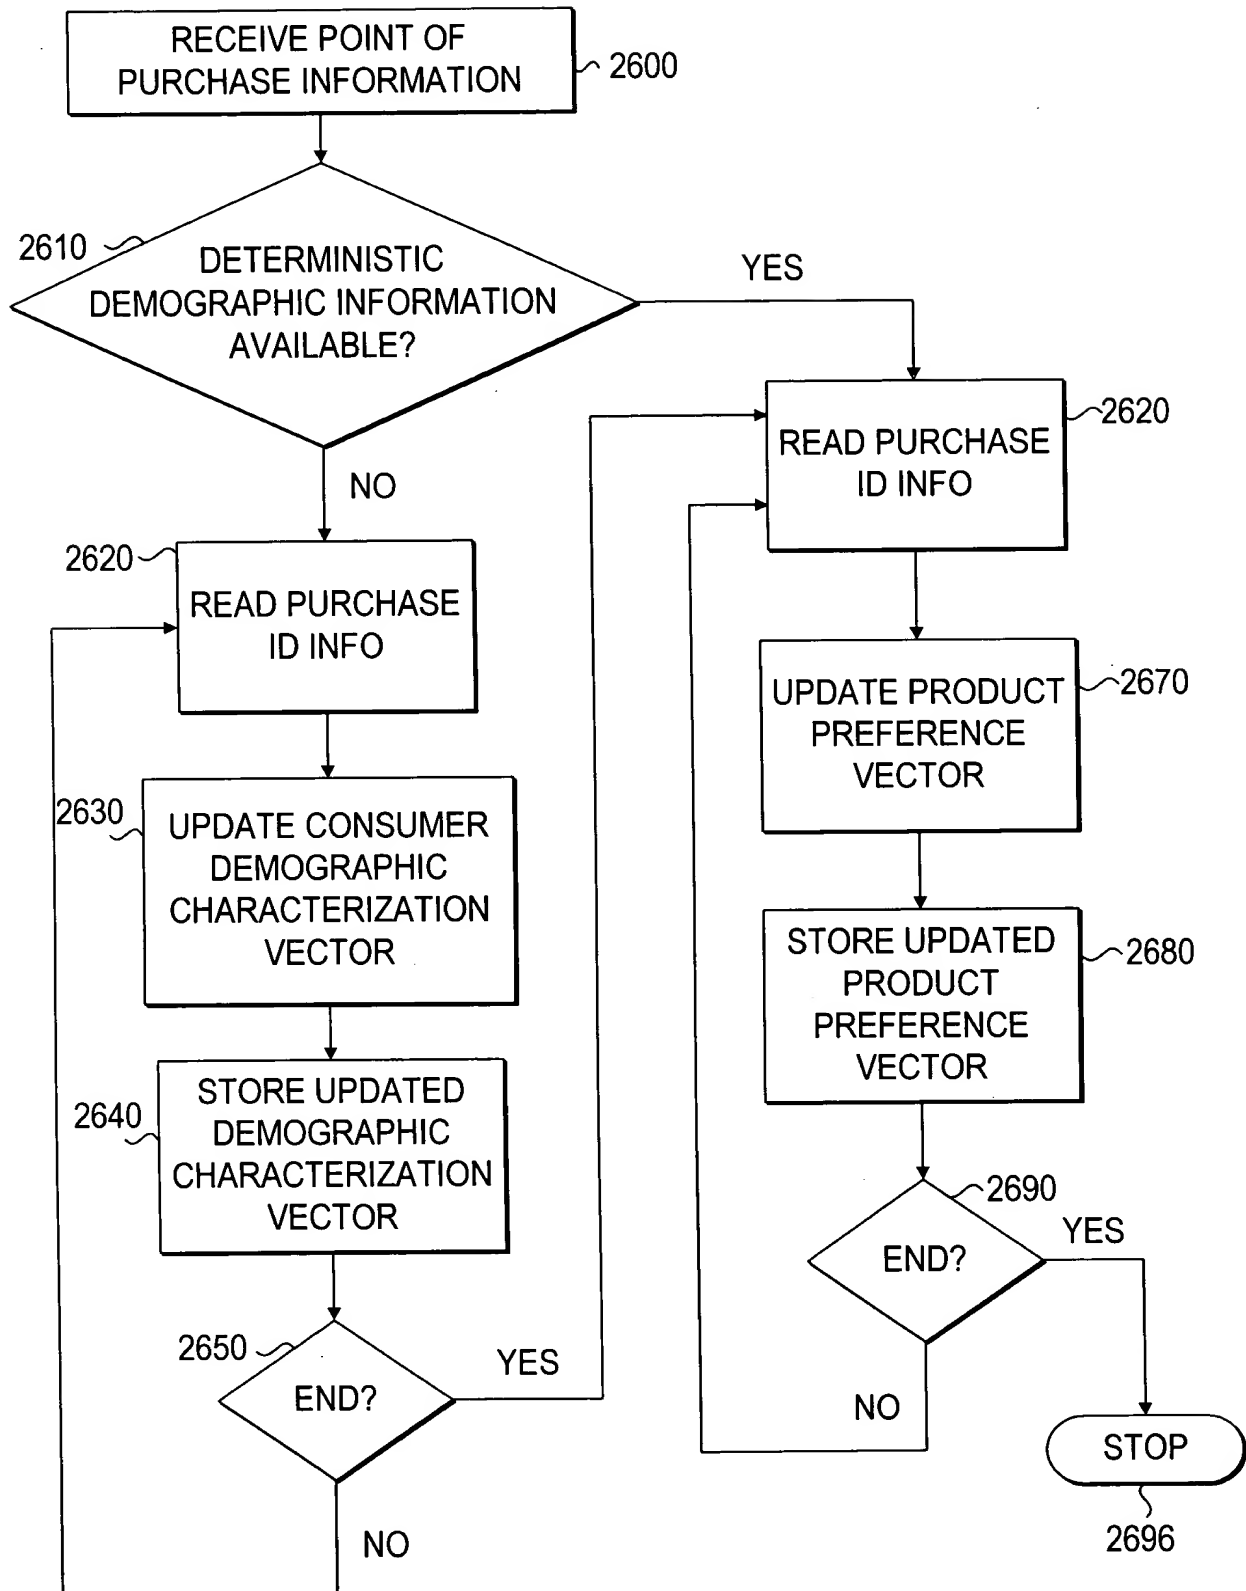 RECEIVE POINT OF
PURCHASE INFORMATION
2600
2610
DETERMINISTIC
DEMOGRAPHIC INFORMATION
AVAILABLE?
YES
NO
2620
READ PURCHASE
ID INFO
2630
UPDATE CONSUMER
DEMOGRAPHIC
CHARACTERIZATION
VECTOR
2640
STORE UPDATED
DEMOGRAPHIC
CHARACTERIZATION
VECTOR
2650
END?
YES
NO
2620
READ PURCHASE
ID INFO
2670
UPDATE PRODUCT
PREFERENCE
VECTOR
2680
STORE UPDATED
PRODUCT
PREFERENCE
VECTOR
2690
END?
YES
NO
STOP
2696